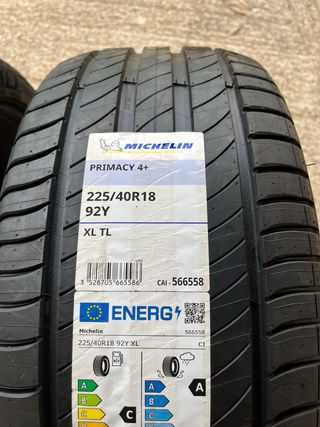 MICHELIN
PRIMACY 4+
225/40R18
92Y
XL TL
3 528705 665586
CAI - 566558
ENERG
Michelin 566558
225/40R18 92Y XL C1
A A
B B
C C C A